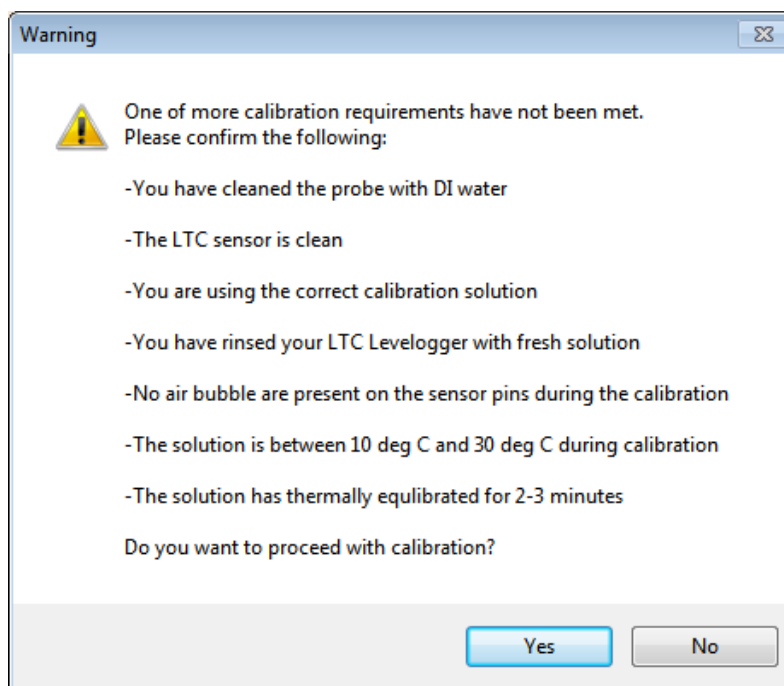 Warning
One of more calibration requirements have not been met.
Please confirm the following:
-You have cleaned the probe with DI water
-The LTC sensor is clean
-You are using the correct calibration solution
-You have rinsed your LTC Levelogger with fresh solution
-No air bubble are present on the sensor pins during the calibration
-The solution is between 10 deg C and 30 deg C during calibration
-The solution has thermally equlibrated for 2-3 minutes
Do you want to proceed with calibration?
Yes
No